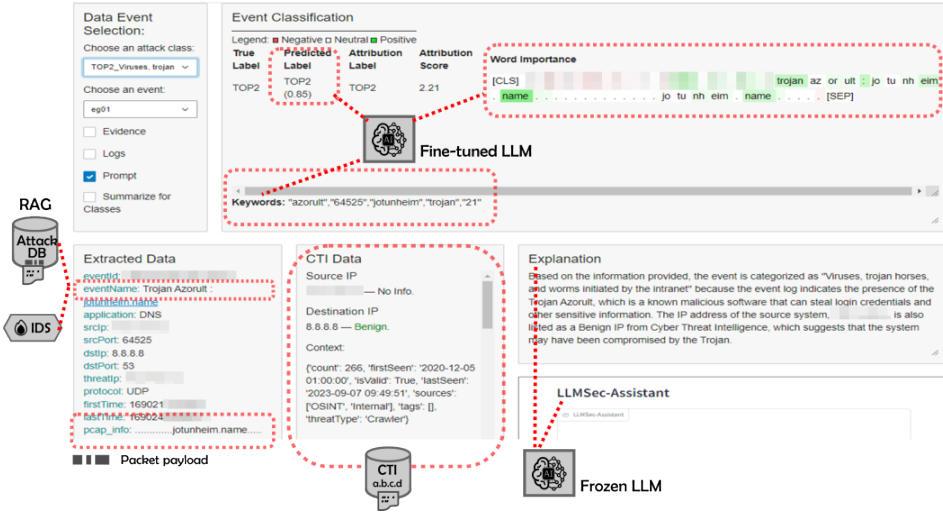 Data Event
Selection:
Choose an attack class:
TOP2_Viruses, trojan
Choose an event:
eg01
Evidence
Logs
Prompt
Summarize for
Classes
Event Classification
Legend: Negative Neutral Positive
True Label Predicted Label Attribution Label Attribution Score Word Importance
TOP2 TOP2 (0.85) TOP2 2.21
[CLS] trojan az or ult : jo tu nh eim
. name . . . . . . . . . . . . . jo tu nh eim . name . . . . . [SEP]
AI
Fine-tuned LLM
Keywords: "azorult","64525","jotunheim","trojan","21"
RAG
Attack
DB
IDS
Extracted Data
eventId:
eventName: Trojan Azorult :
jotunheim.name
application: DNS
srcIp:
srcPort: 64525
dstIp: 8.8.8.8
dstPort: 53
threatIp:
protocol: UDP
firstTime: 169021
lastTime: 169024
pcap_info: .............jotunheim.name.....
Packet payload
CTI Data
Source IP
— No Info.
Destination IP
8.8.8.8 — Benign.
Context:
{'count': 266, 'firstSeen': '2020-12-05
01:00:00', 'isValid': True, 'lastSeen':
'2023-09-07 09:49:51', 'sources':
['OSINT', 'Internal'], 'tags': [],
'threatType': 'Crawler'}
CTI
a.b.c.d
Explanation
Based on the information provided, the event is categorized as "Viruses, trojan horses,
and worms initiated by the intranet" because the event log indicates the presence of the
Trojan Azorult, which is a known malicious software that can steal login credentials and
other sensitive information. The IP address of the source system, is also
listed as a Benign IP from Cyber Threat Intelligence, which suggests that the system
may have been compromised by the Trojan.
LLMSec-Assistant
LLMSec-Assistant
AI
Frozen LLM